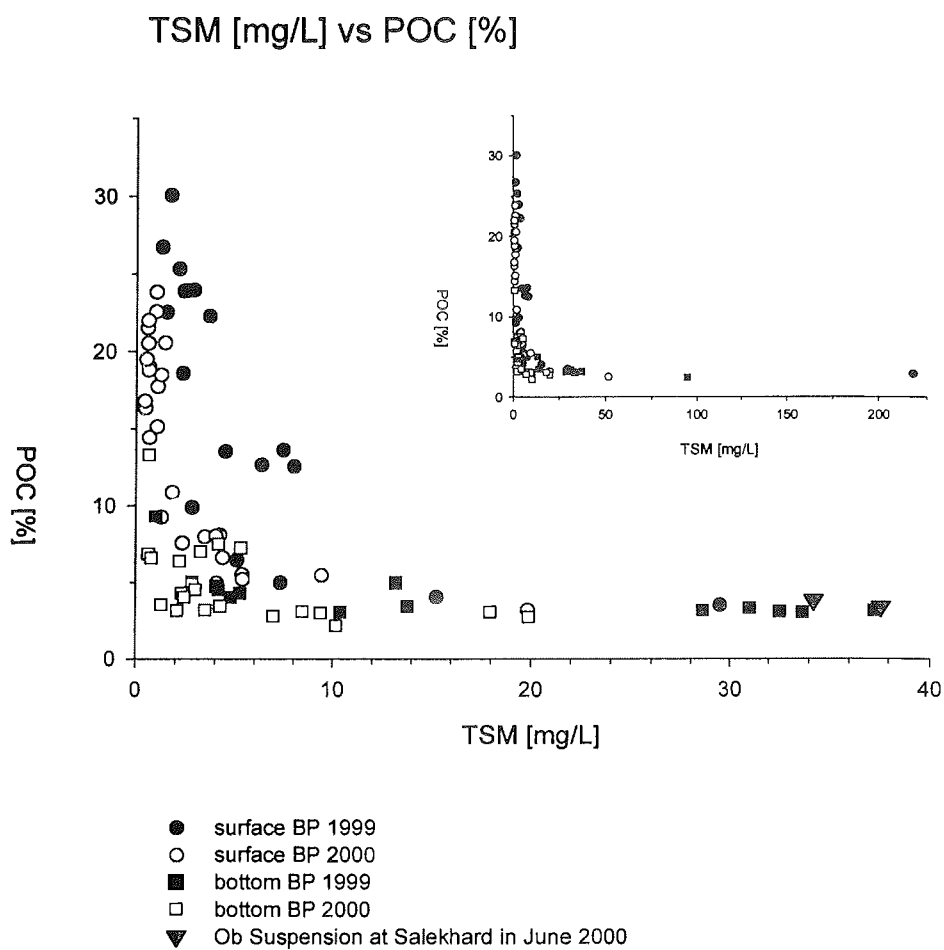 TSM [mg/L] vs POC [%]
30
20
10
0
POC [%]
0
10
20
30
40
TSM [mg/L]
30
20
10
0
POC [%]
0
50
100
150
200
TSM [mg/L]
surface BP 1999
surface BP 2000
bottom BP 1999
bottom BP 2000
Ob Suspension at Salekhard in June 2000